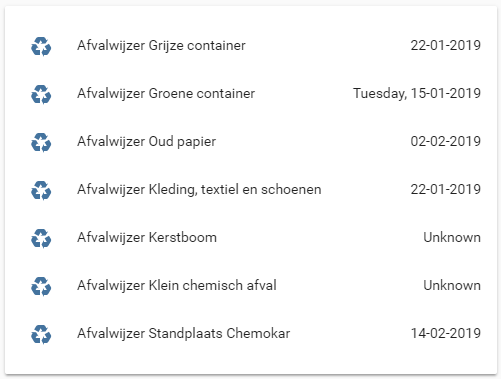 Afvalwijzer Grijze container 22-01-2019
Afvalwijzer Groene container Tuesday, 15-01-2019
Afvalwijzer Oud papier 02-02-2019
Afvalwijzer Kleding, textiel en schoenen 22-01-2019
Afvalwijzer Kerstboom Unknown
Afvalwijzer Klein chemisch afval Unknown
Afvalwijzer Standplaats Chemokar 14-02-2019